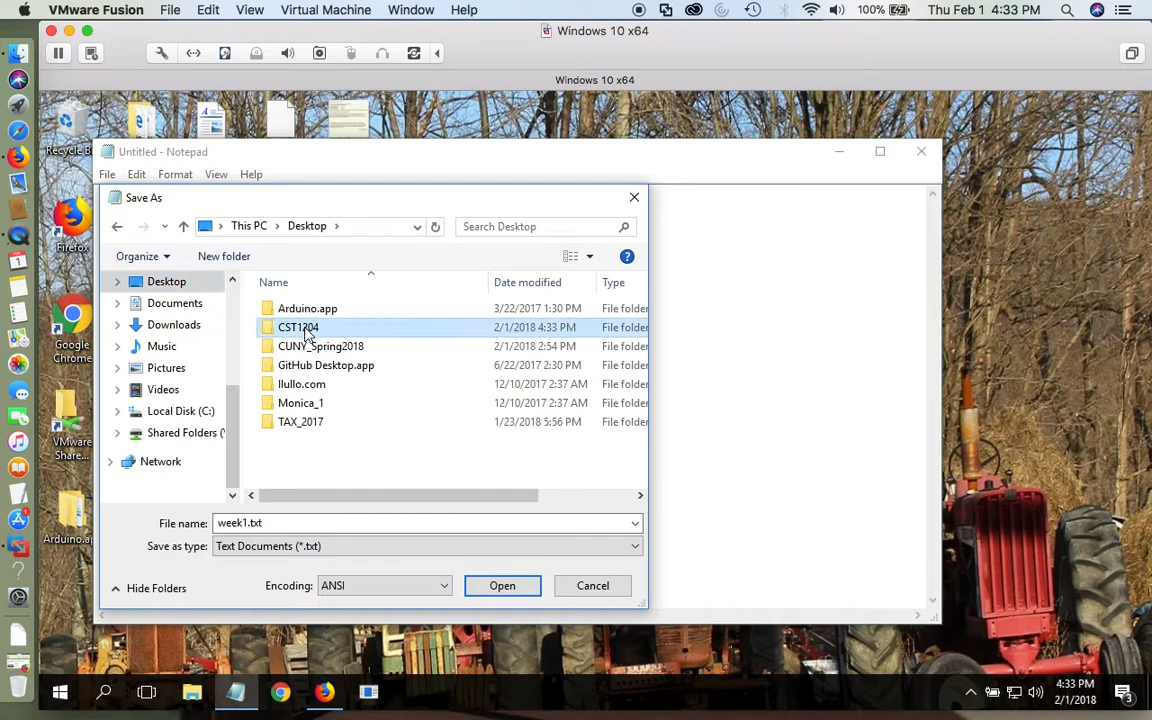 VMware Fusion File Edit View Virtual Machine Window Help 100% Thu Feb 1 4:33 PM
Windows 10 x64
Windows 10 x64
Untitled - Notepad
File Edit Format View Help
Save As
This PC Desktop Search Desktop
Organize New folder
Name Date modified Type
Desktop
Documents
Downloads
Music
Pictures
Videos
Local Disk (C:)
Shared Folders (
Network
Arduino.app 3/22/2017 1:30 PM File folder
CST1204 2/1/2018 4:33 PM File folder
CUNY_Spring2018 2/1/2018 2:54 PM File folder
GitHub Desktop.app 6/22/2017 2:30 PM File folder
llullo.com 12/10/2017 2:37 AM File folder
Monica_1 12/10/2017 2:37 AM File folder
TAX_2017 1/23/2018 5:56 PM File folder
File name: week1.txt
Save as type: Text Documents (*.txt)
Hide Folders Encoding: ANSI Open Cancel
Recycle B
Firefox
Google
Chrome
VMware
Share...
Arduino.a
4:33 PM
2/1/2018
3